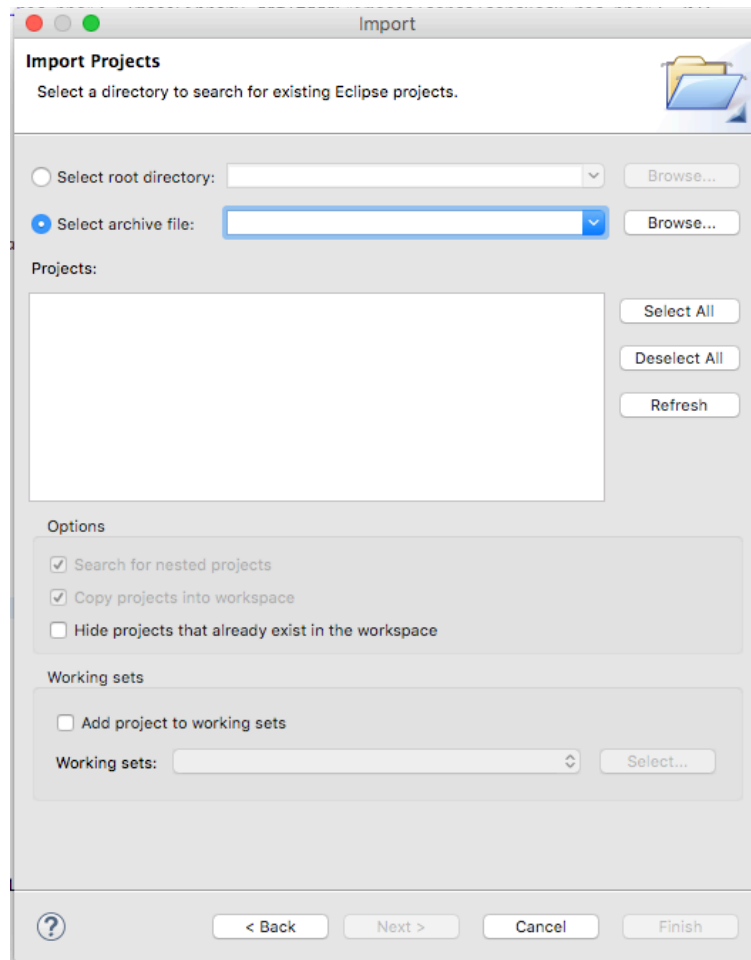 Import
Import Projects
Select a directory to search for existing Eclipse projects.
Select root directory: Browse...
Select archive file: Browse...
Projects:
Select All
Deselect All
Refresh
Options
Search for nested projects
Copy projects into workspace
Hide projects that already exist in the workspace
Working sets
Add project to working sets
Working sets: Select...
? < Back Next > Cancel Finish